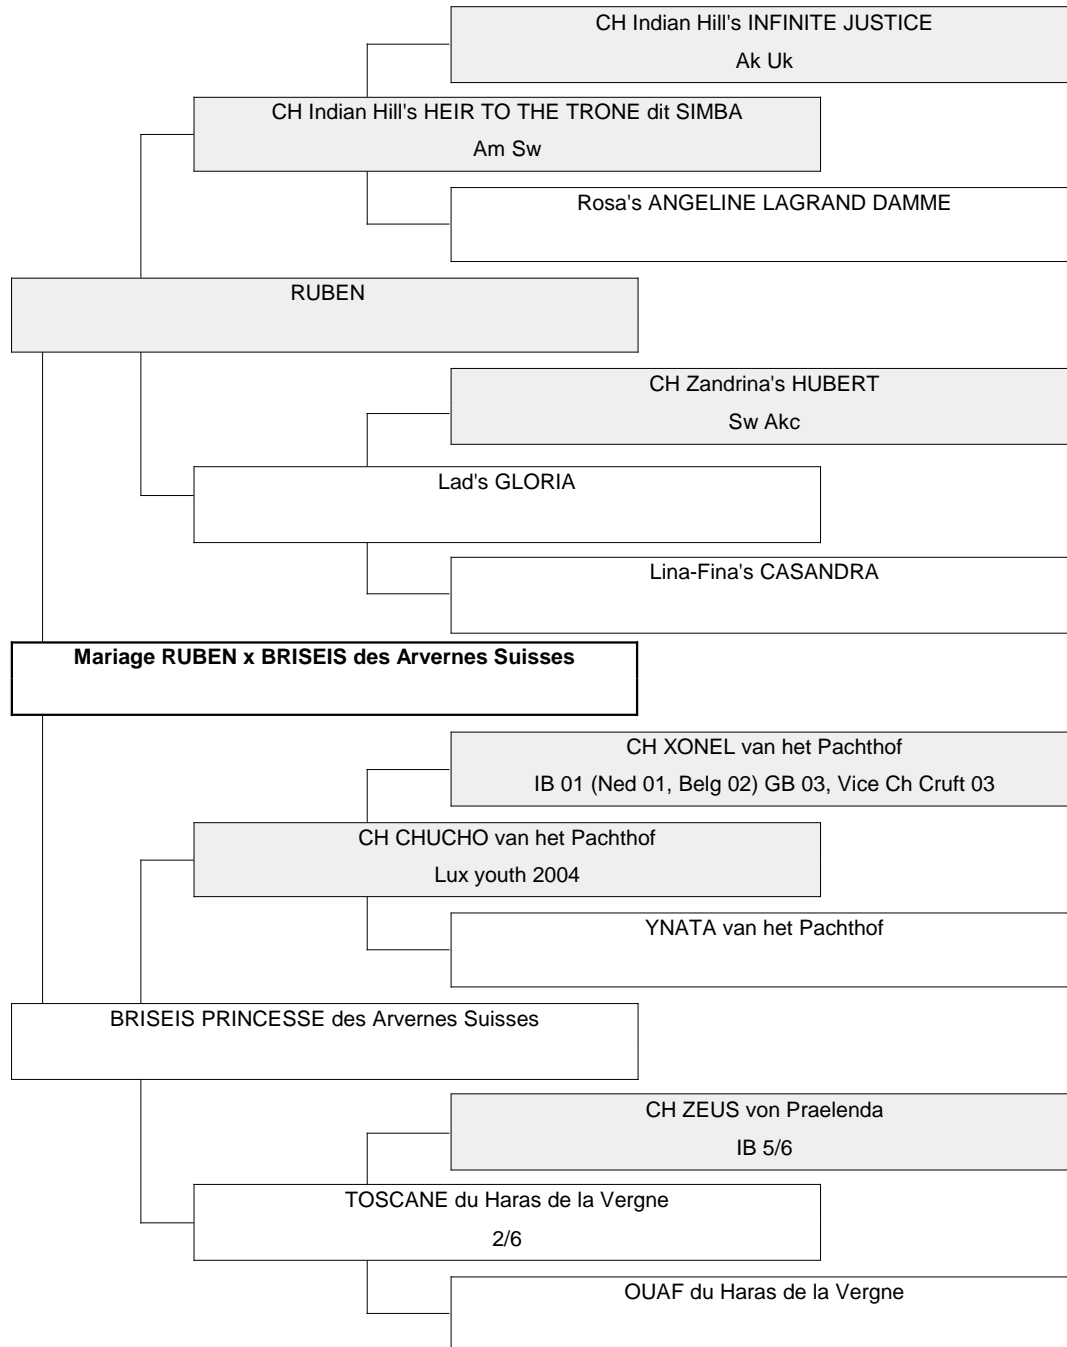 CH Indian Hill's INFINITE JUSTICE
Ak Uk
CH Indian Hill's HEIR TO THE TRONE dit SIMBA
Am Sw
Rosa's ANGELINE LAGRAND DAMME
RUBEN
CH Zandrina's HUBERT
Sw Akc
Lad's GLORIA
Lina-Fina's CASANDRA
Mariage RUBEN x BRISEIS des Arvernes Suisses
CH XONEL van het Pachthof
IB 01 (Ned 01, Belg 02) GB 03, Vice Ch Cruft 03
CH CHUCHO van het Pachthof
Lux youth 2004
YNATA van het Pachthof
BRISEIS PRINCESSE des Arvernes Suisses
CH ZEUS von Praelenda
IB 5/6
TOSCANE du Haras de la Vergne
2/6
OUAF du Haras de la Vergne